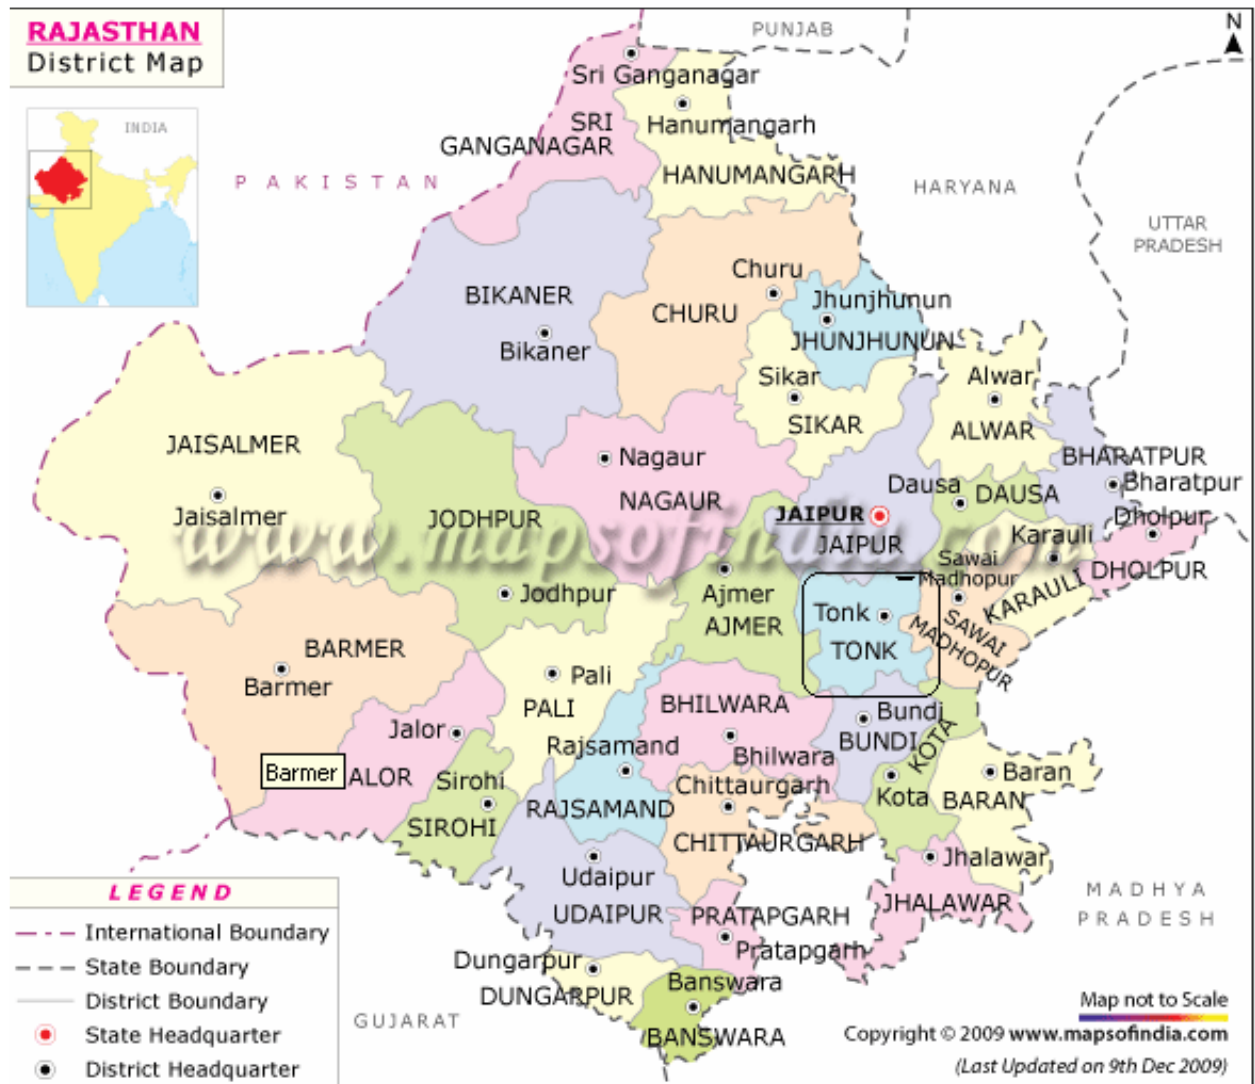 RAJASTHAN
District Map
INDIA
PUNJAB
N
Sri Ganganagar
SRI
GANGANAGAR
Hanumangarh
HANUMANGARH
PAKISTAN
HARYANA
UTTAR
PRADESH
BIKANER
Bikaner
Churu
CHURU
Jhunjhunun
JHUNJHUNUN
Sikar
SIKAR
Alwar
ALWAR
JAISALMER
Jaisalmer
JODHPUR
Jodhpur
Nagaur
NAGAUR
JAIPUR
JAIPUR
Dausa
DAUSA
BHARATPUR
Bharatpur
Dholpur
DHOLPUR
Karauli
KARAULI
Sawai
Madhopur
SAWAI
MADHOPUR
www.mapsofindia.com
Ajmer
AJMER
Tonk
TONK
BARMER
Barmer
Pali
PALI
Jalor
ALOR
Barmer
Sirohi
SIROHI
Rajsamand
RAJSAMAND
BHILWARA
Bhilwara
Bundi
BUNDI
KOTA
Kota
Baran
BARAN
Chittaurgarh
CHITTAURGARH
Udaipur
UDAIPUR
Jhalawar
JHALAWAR
PRATAPGARH
Pratapgarh
Dungarpur
DUNGARPUR
Banswara
BANSWARA
MADHYA
PRADESH
GUJARAT
LEGEND
International Boundary
State Boundary
District Boundary
State Headquarter
District Headquarter
Map not to Scale
Copyright © 2009 www.mapsofindia.com
(Last Updated on 9th Dec 2009)